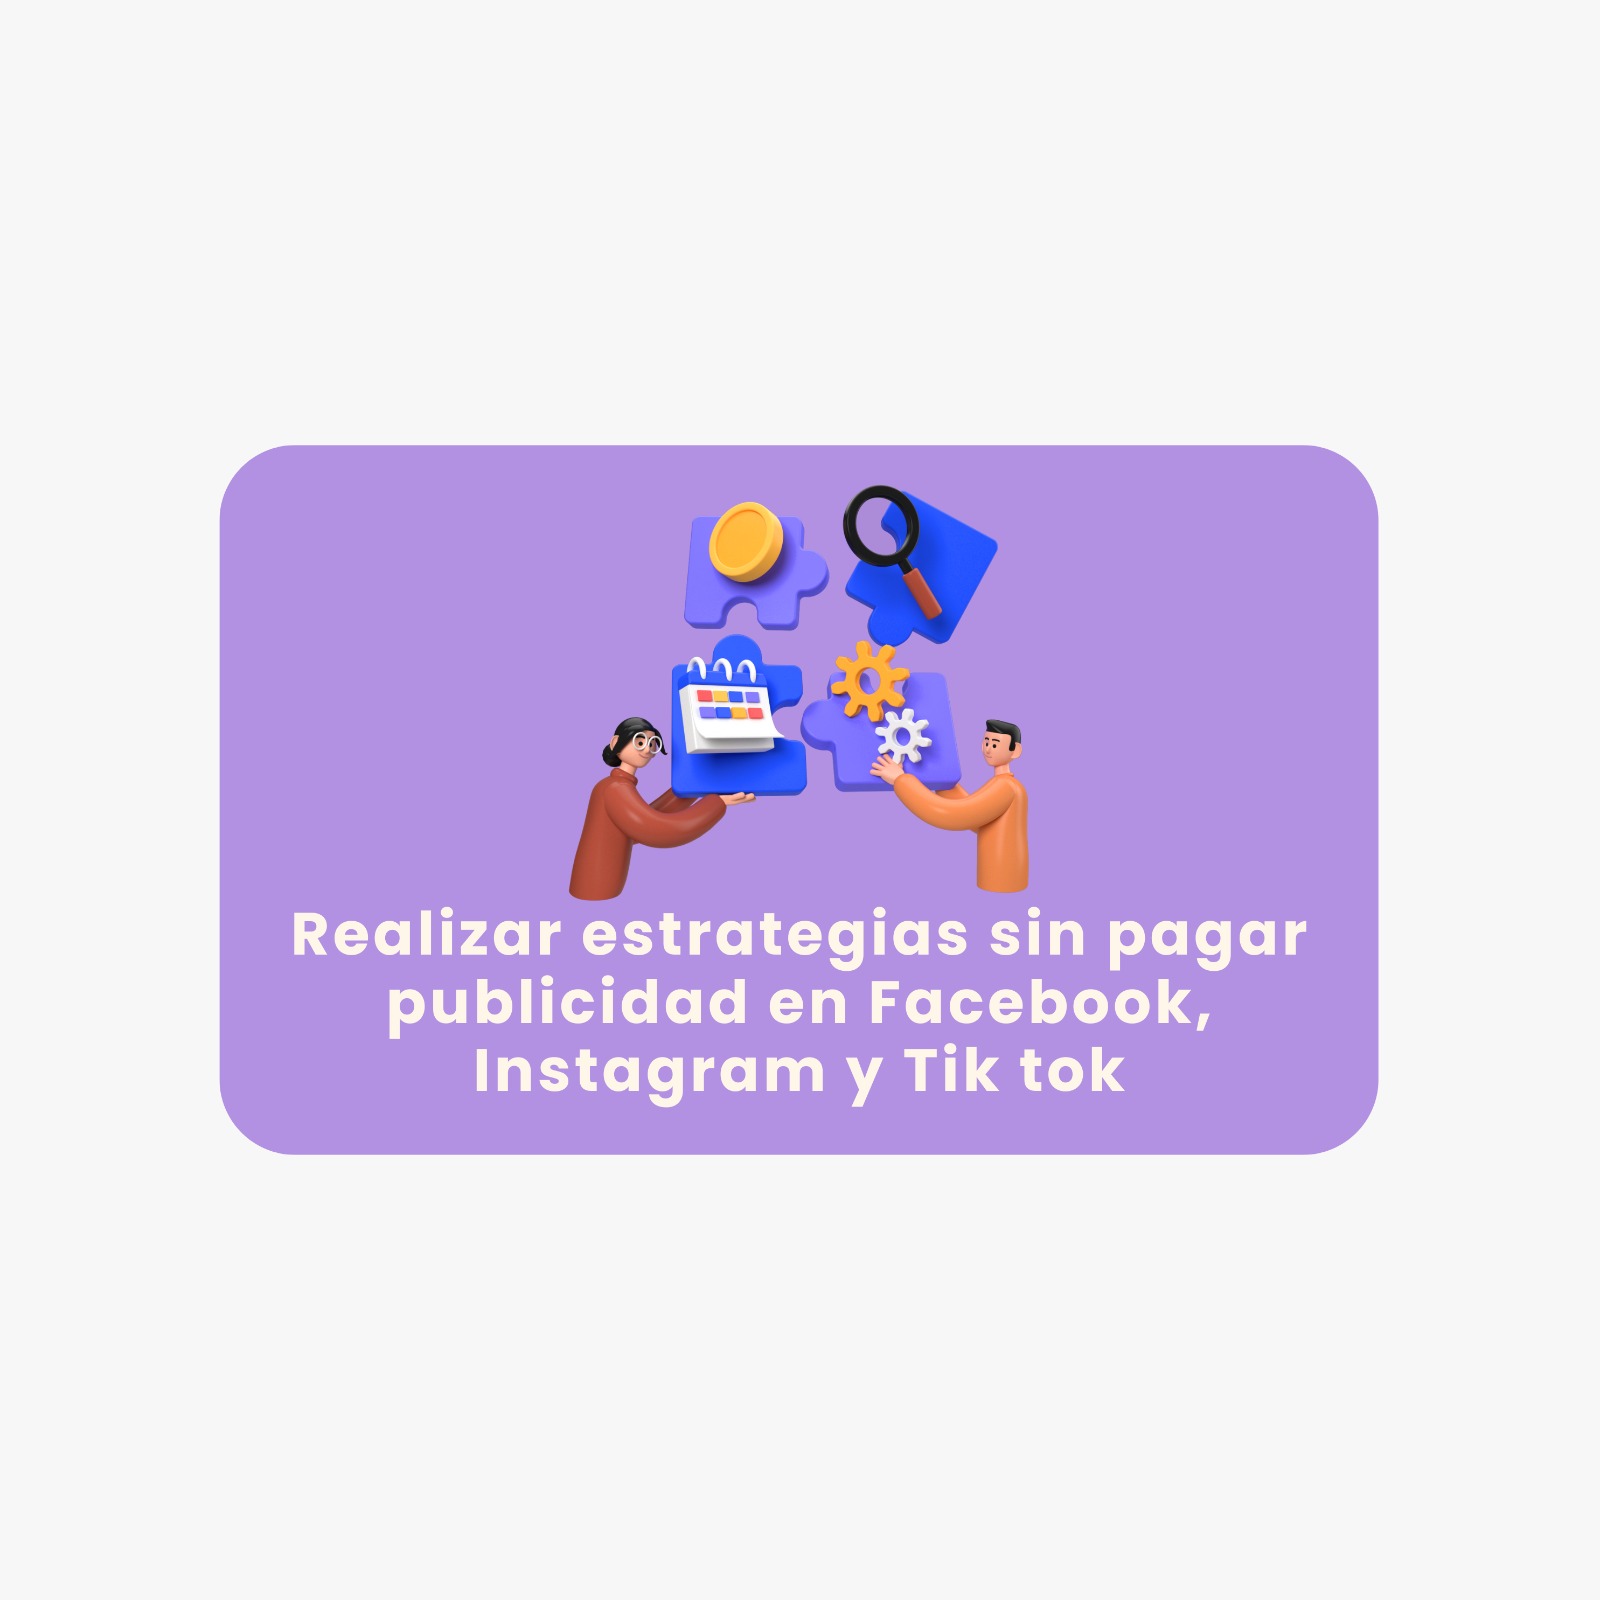 Realizar estrategias sin pagar
publicidad en Facebook,
Instagram y Tik tok